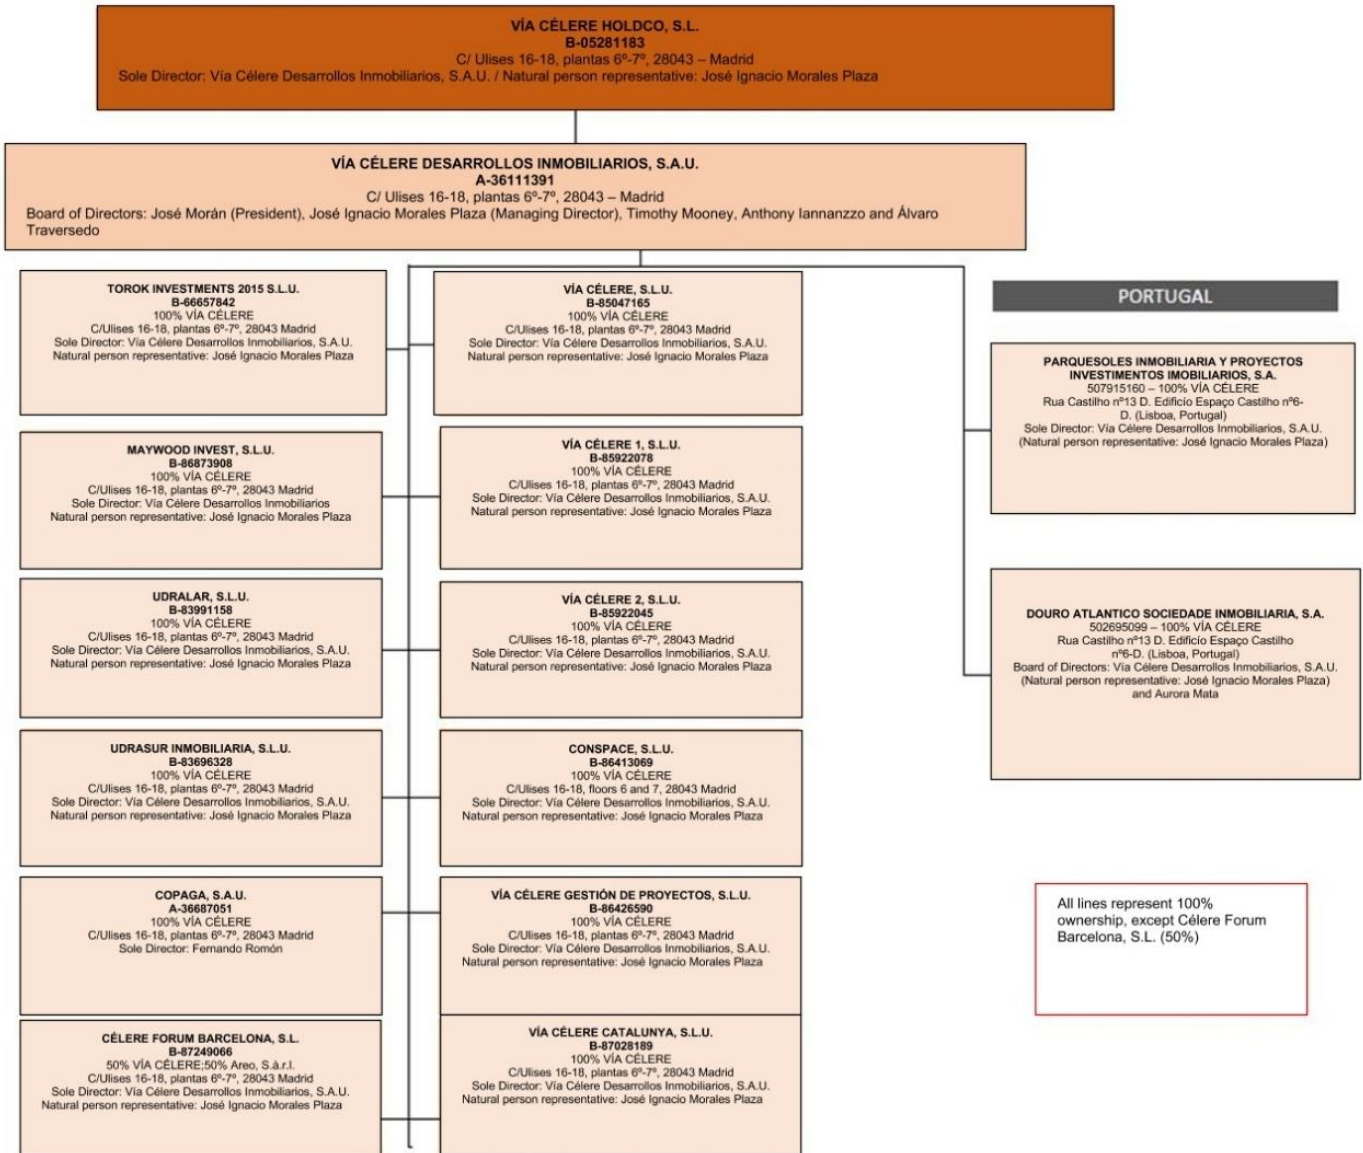 VÍA CÉLERE HOLDCO, S.L.
B-05281183
C/ Ulises 16-18, plantas 6º-7º, 28043 – Madrid
Sole Director: Vía Célere Desarrollos Inmobiliarios, S.A.U. / Natural person representative: José Ignacio Morales Plaza
VÍA CÉLERE DESARROLLOS INMOBILIARIOS, S.A.U.
A-36111391
C/ Ulises 16-18, plantas 6º-7º, 28043 – Madrid
Board of Directors: José Morán (President), José Ignacio Morales Plaza (Managing Director), Timothy Mooney, Anthony Iannanzzo and Álvaro
Traversedo
TOROK INVESTMENTS 2015 S.L.U.
B-66657842
100% VÍA CÉLERE
C/Ulises 16-18, plantas 6º-7º, 28043 Madrid
Sole Director: Vía Célere Desarrollos Inmobiliarios, S.A.U.
Natural person representative: José Ignacio Morales Plaza
MAYWOOD INVEST, S.L.U.
B-86873908
100% VÍA CÉLERE
C/Ulises 16-18, plantas 6º-7º, 28043 Madrid
Sole Director: Vía Célere Desarrollos Inmobiliarios
Natural person representative: José Ignacio Morales Plaza
UDRALAR, S.L.U.
B-83991158
100% VÍA CÉLERE
C/Ulises 16-18, plantas 6º-7º, 28043 Madrid
Sole Director: Vía Célere Desarrollos Inmobiliarios, S.A.U.
Natural person representative: José Ignacio Morales Plaza
UDRASUR INMOBILIARIA, S.L.U.
B-83696328
100% VÍA CÉLERE
C/Ulises 16-18, plantas 6º-7º, 28043 Madrid
Sole Director: Vía Célere Desarrollos Inmobiliarios, S.A.U.
Natural person representative: José Ignacio Morales Plaza
COPAGA, S.A.U.
A-36687051
100% VÍA CÉLERE
C/Ulises 16-18, plantas 6º-7º, 28043 Madrid
Sole Director: Fernando Romón
CÉLERE FORUM BARCELONA, S.L.
B-87249066
50% VÍA CÉLERE;50% Areo, S.à.r.l.
C/Ulises 16-18, plantas 6º-7º, 28043 Madrid
Sole Director: Vía Célere Desarrollos Inmobiliarios, S.A.U.
Natural person representative: José Ignacio Morales Plaza
VÍA CÉLERE, S.L.U.
B-85047165
100% VÍA CÉLERE
C/Ulises 16-18, plantas 6º-7º, 28043 Madrid
Sole Director: Vía Célere Desarrollos Inmobiliarios, S.A.U.
Natural person representative: José Ignacio Morales Plaza
VÍA CÉLERE 1, S.L.U.
B-85922078
100% VÍA CÉLERE
C/Ulises 16-18, plantas 6º-7º, 28043 Madrid
Sole Director: Vía Célere Desarrollos Inmobiliarios, S.A.U.
Natural person representative: José Ignacio Morales Plaza
VÍA CÉLERE 2, S.L.U.
B-85922045
100% VÍA CÉLERE
C/Ulises 16-18, plantas 6º-7º, 28043 Madrid
Sole Director: Vía Célere Desarrollos Inmobiliarios, S.A.U.
Natural person representative: José Ignacio Morales Plaza
CONSPACE, S.L.U.
B-86413069
100% VÍA CÉLERE
C/Ulises 16-18, floors 6 and 7, 28043 Madrid
Sole Director: Vía Célere Desarrollos Inmobiliarios, S.A.U.
Natural person representative: José Ignacio Morales Plaza
VÍA CÉLERE GESTIÓN DE PROYECTOS, S.L.U.
B-86426590
100% VÍA CÉLERE
C/Ulises 16-18, plantas 6º-7º, 28043 Madrid
Sole Director: Vía Célere Desarrollos Inmobiliarios, S.A.U.
Natural person representative: José Ignacio Morales Plaza
VÍA CÉLERE CATALUNYA, S.L.U.
B-87028189
100% VÍA CÉLERE
C/Ulises 16-18, plantas 6º-7º, 28043 Madrid
Sole Director: Vía Célere Desarrollos Inmobiliarios, S.A.U.
Natural person representative: José Ignacio Morales Plaza
PORTUGAL
PARQUESOLES INMOBILIARIA Y PROYECTOS
INVESTIMENTOS IMOBILIARIOS, S.A.
507915160 – 100% VÍA CÉLERE
Rua Castilho nº13 D. Edificío Espaço Castilho nº6-
D. (Lisboa, Portugal)
Sole Director: Vía Célere Desarrollos Inmobiliarios, S.A.U.
(Natural person representative: José Ignacio Morales Plaza)
DOURO ATLANTICO SOCIEDADE INMOBILIARIA, S.A.
502695099 – 100% VÍA CÉLERE
Rua Castilho nº13 D. Edificío Espaço Castilho
nº6-D. (Lisboa, Portugal)
Board of Directors: Vía Célere Desarrollos Inmobiliarios, S.A.U.
(Natural person representative: José Ignacio Morales Plaza)
and Aurora Mata
All lines represent 100%
ownership, except Célere Forum
Barcelona, S.L. (50%)